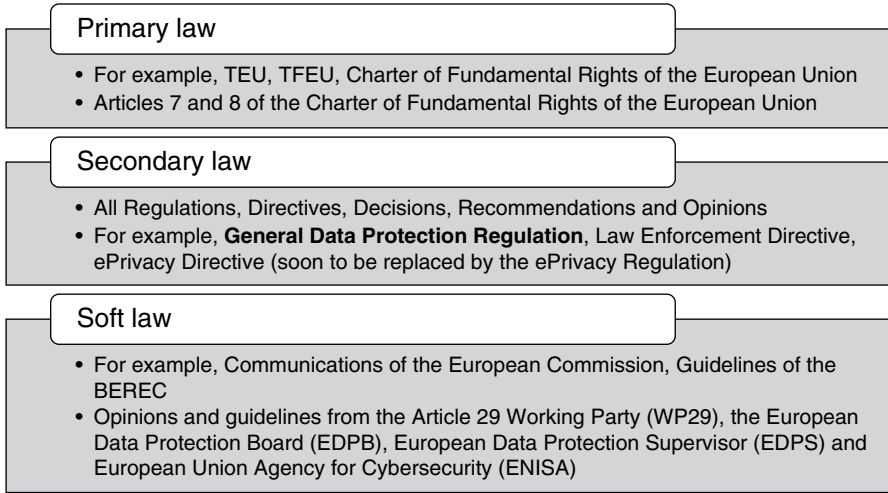 Primary law
• For example, TEU, TFEU, Charter of Fundamental Rights of the European Union
• Articles 7 and 8 of the Charter of Fundamental Rights of the European Union
Secondary law
• All Regulations, Directives, Decisions, Recommendations and Opinions
• For example, General Data Protection Regulation, Law Enforcement Directive,
ePrivacy Directive (soon to be replaced by the ePrivacy Regulation)
Soft law
• For example, Communications of the European Commission, Guidelines of the
BEREC
• Opinions and guidelines from the Article 29 Working Party (WP29), the European
Data Protection Board (EDPB), European Data Protection Supervisor (EDPS) and
European Union Agency for Cybersecurity (ENISA)